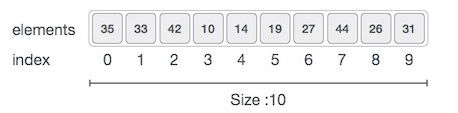 elements 35 33 42 10 14 19 27 44 26 31
index 0 1 2 3 4 5 6 7 8 9
Size :10